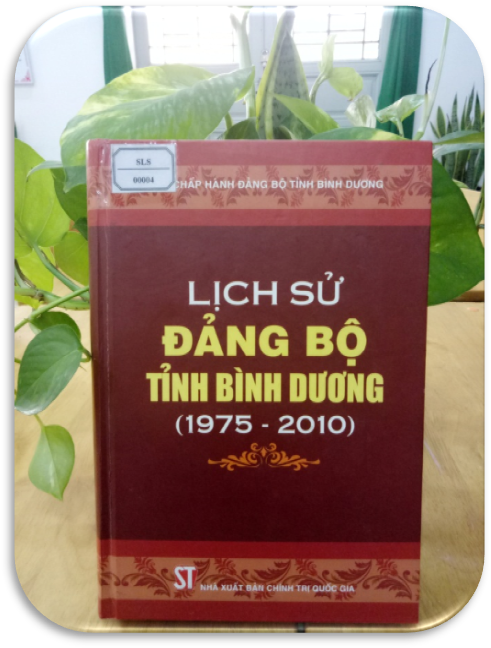 SLS
00004
CHẤP HÀNH ĐẢNG BỘ TỈNH BÌNH DƯƠNG
LỊCH SỬ
ĐẢNG BỘ
TỈNH BÌNH DƯƠNG
(1975 - 2010)
ST
NHÀ XUẤT BẢN CHÍNH TRỊ QUỐC GIA